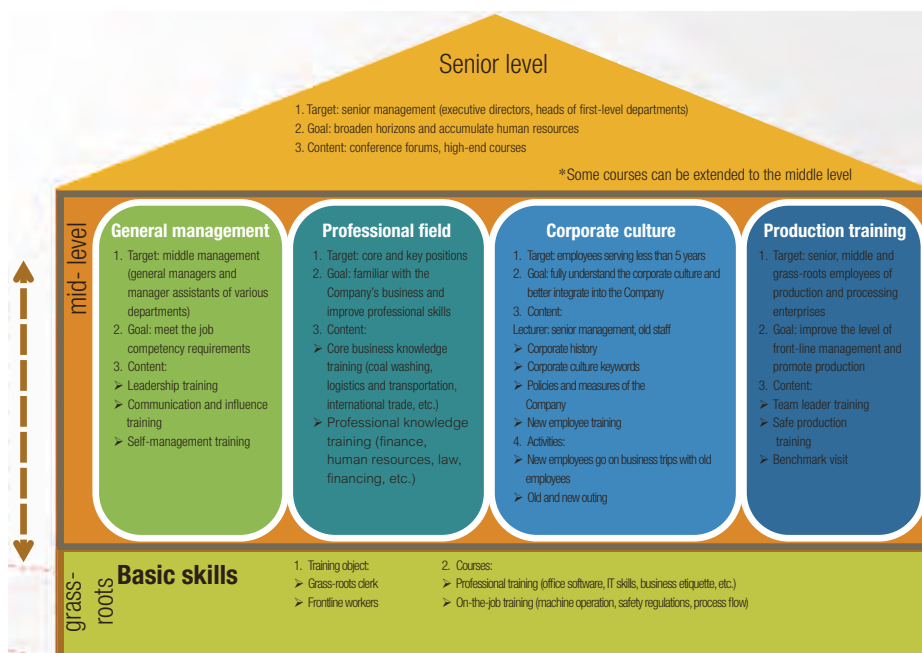 Senior level
1. Target: senior management (executive directors, heads of first-level departments)
2. Goal: broaden horizons and accumulate human resources
3. Content: conference forums, high-end courses
*Some courses can be extended to the middle level
mid- level
General management
1. Target: middle management
(general managers and
manager assistants of various
departments)
2. Goal: meet the job
competency requirements
3. Content:
➢ Leadership training
➢ Communication and influence
training
➢ Self-management training
Professional field
1. Target: core and key positions
2. Goal: familiar with the
Company's business and
improve professional skills
3. Content:
➢ Core business knowledge
training (coal washing,
logistics and transportation,
international trade, etc.)
➢ Professional knowledge
training (finance,
human resources, law,
financing, etc.)
Corporate culture
1. Target: employees serving less than 5 years
2. Goal: fully understand the corporate culture and
better integrate into the Company
3. Content:
Lecturer: senior management, old staff
➢ Corporate history
➢ Corporate culture keywords
➢ Policies and measures of the
Company
➢ New employee training
4. Activities:
➢ New employees go on business trips with old
employees
➢ Old and new outing
Production training
1. Target: senior, middle and
grass-roots employees of
production and processing
enterprises
2. Goal: improve the level of
front-line management and
promote production
3. Content:
➢ Team leader training
➢ Safe production
training
➢ Benchmark visit
grass-
roots
Basic skills
1. Training object:
➢ Grass-roots clerk
➢ Frontline workers
2. Courses:
➢ Professional training (office software, IT skills, business etiquette, etc.)
➢ On-the-job training (machine operation, safety regulations, process flow)